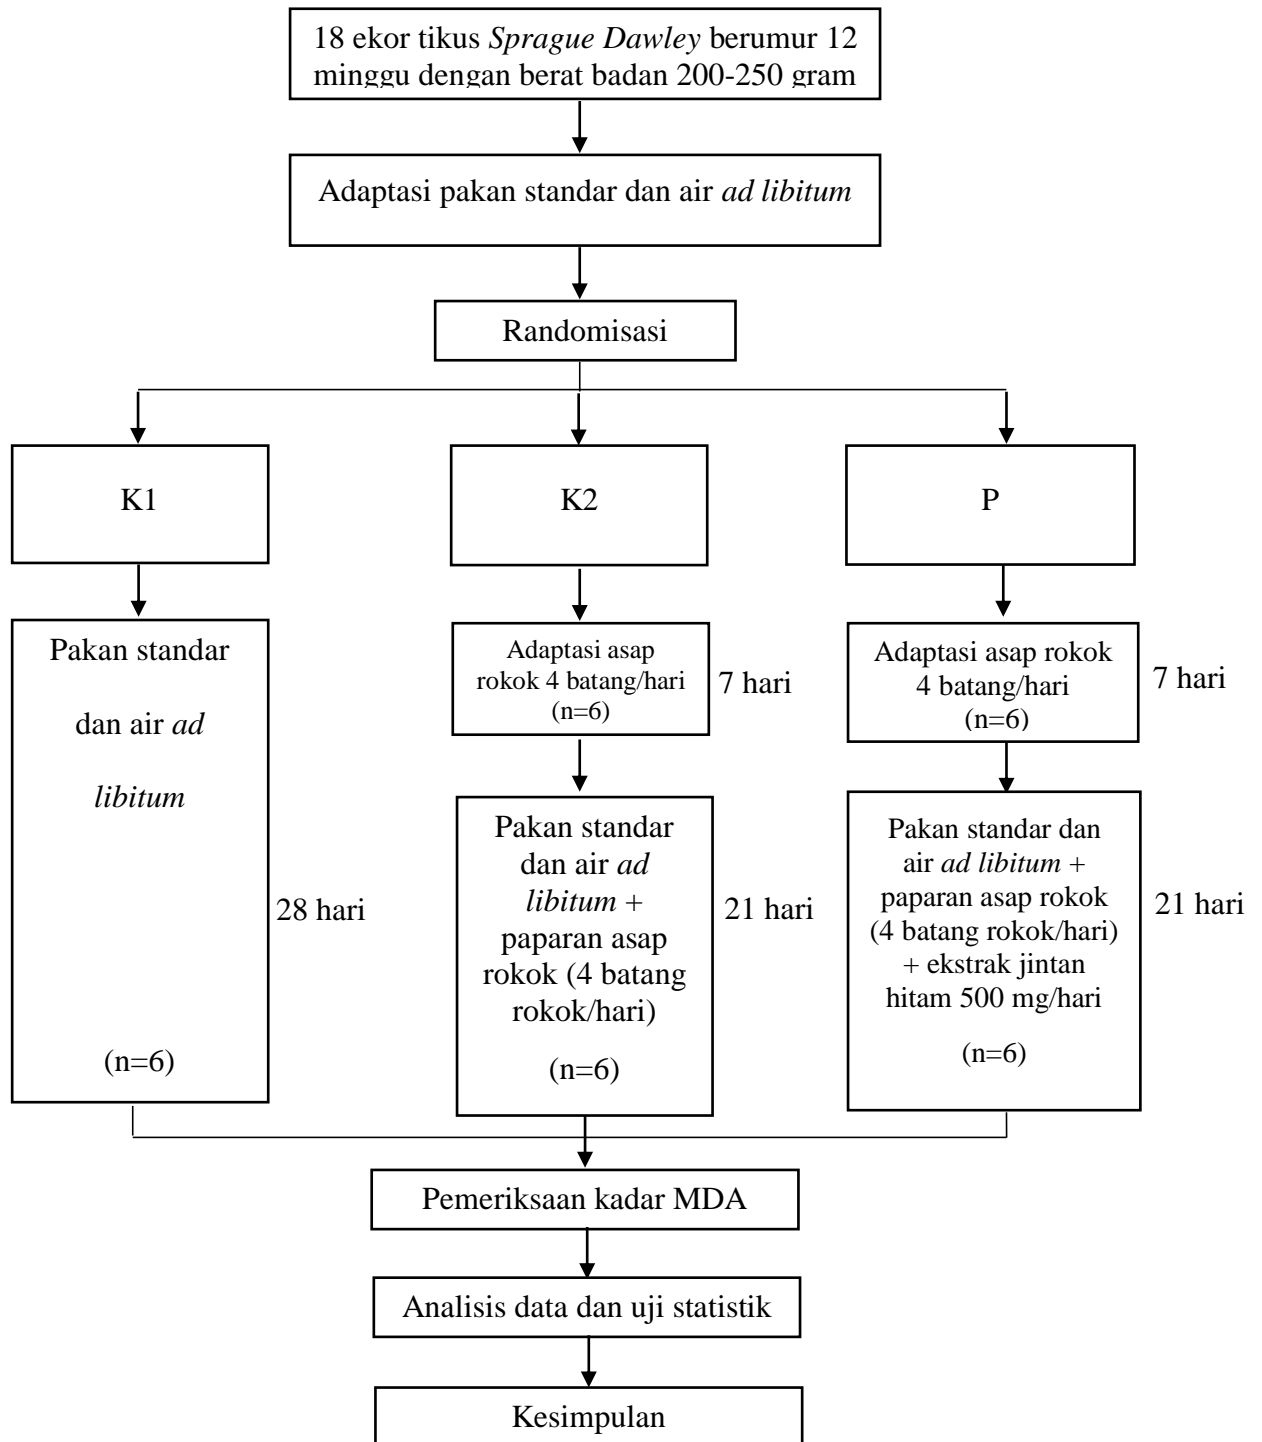 18 ekor tikus Sprague Dawley berumur 12
minggu dengan berat badan 200-250 gram
Adaptasi pakan standar dan air ad libitum
Randomisasi
K1
K2
P
Pakan standar
dan air ad
libitum
(n=6)
28 hari
Adaptasi asap
rokok 4 batang/hari
(n=6)
7 hari
Adaptasi asap rokok
4 batang/hari
(n=6)
7 hari
Pakan standar
dan air ad
libitum +
paparan asap
rokok (4 batang
rokok/hari)
(n=6)
21 hari
Pakan standar dan
air ad libitum +
paparan asap rokok
(4 batang rokok/hari)
+ ekstrak jintan
hitam 500 mg/hari
(n=6)
21 hari
Pemeriksaan kadar MDA
Analisis data dan uji statistik
Kesimpulan